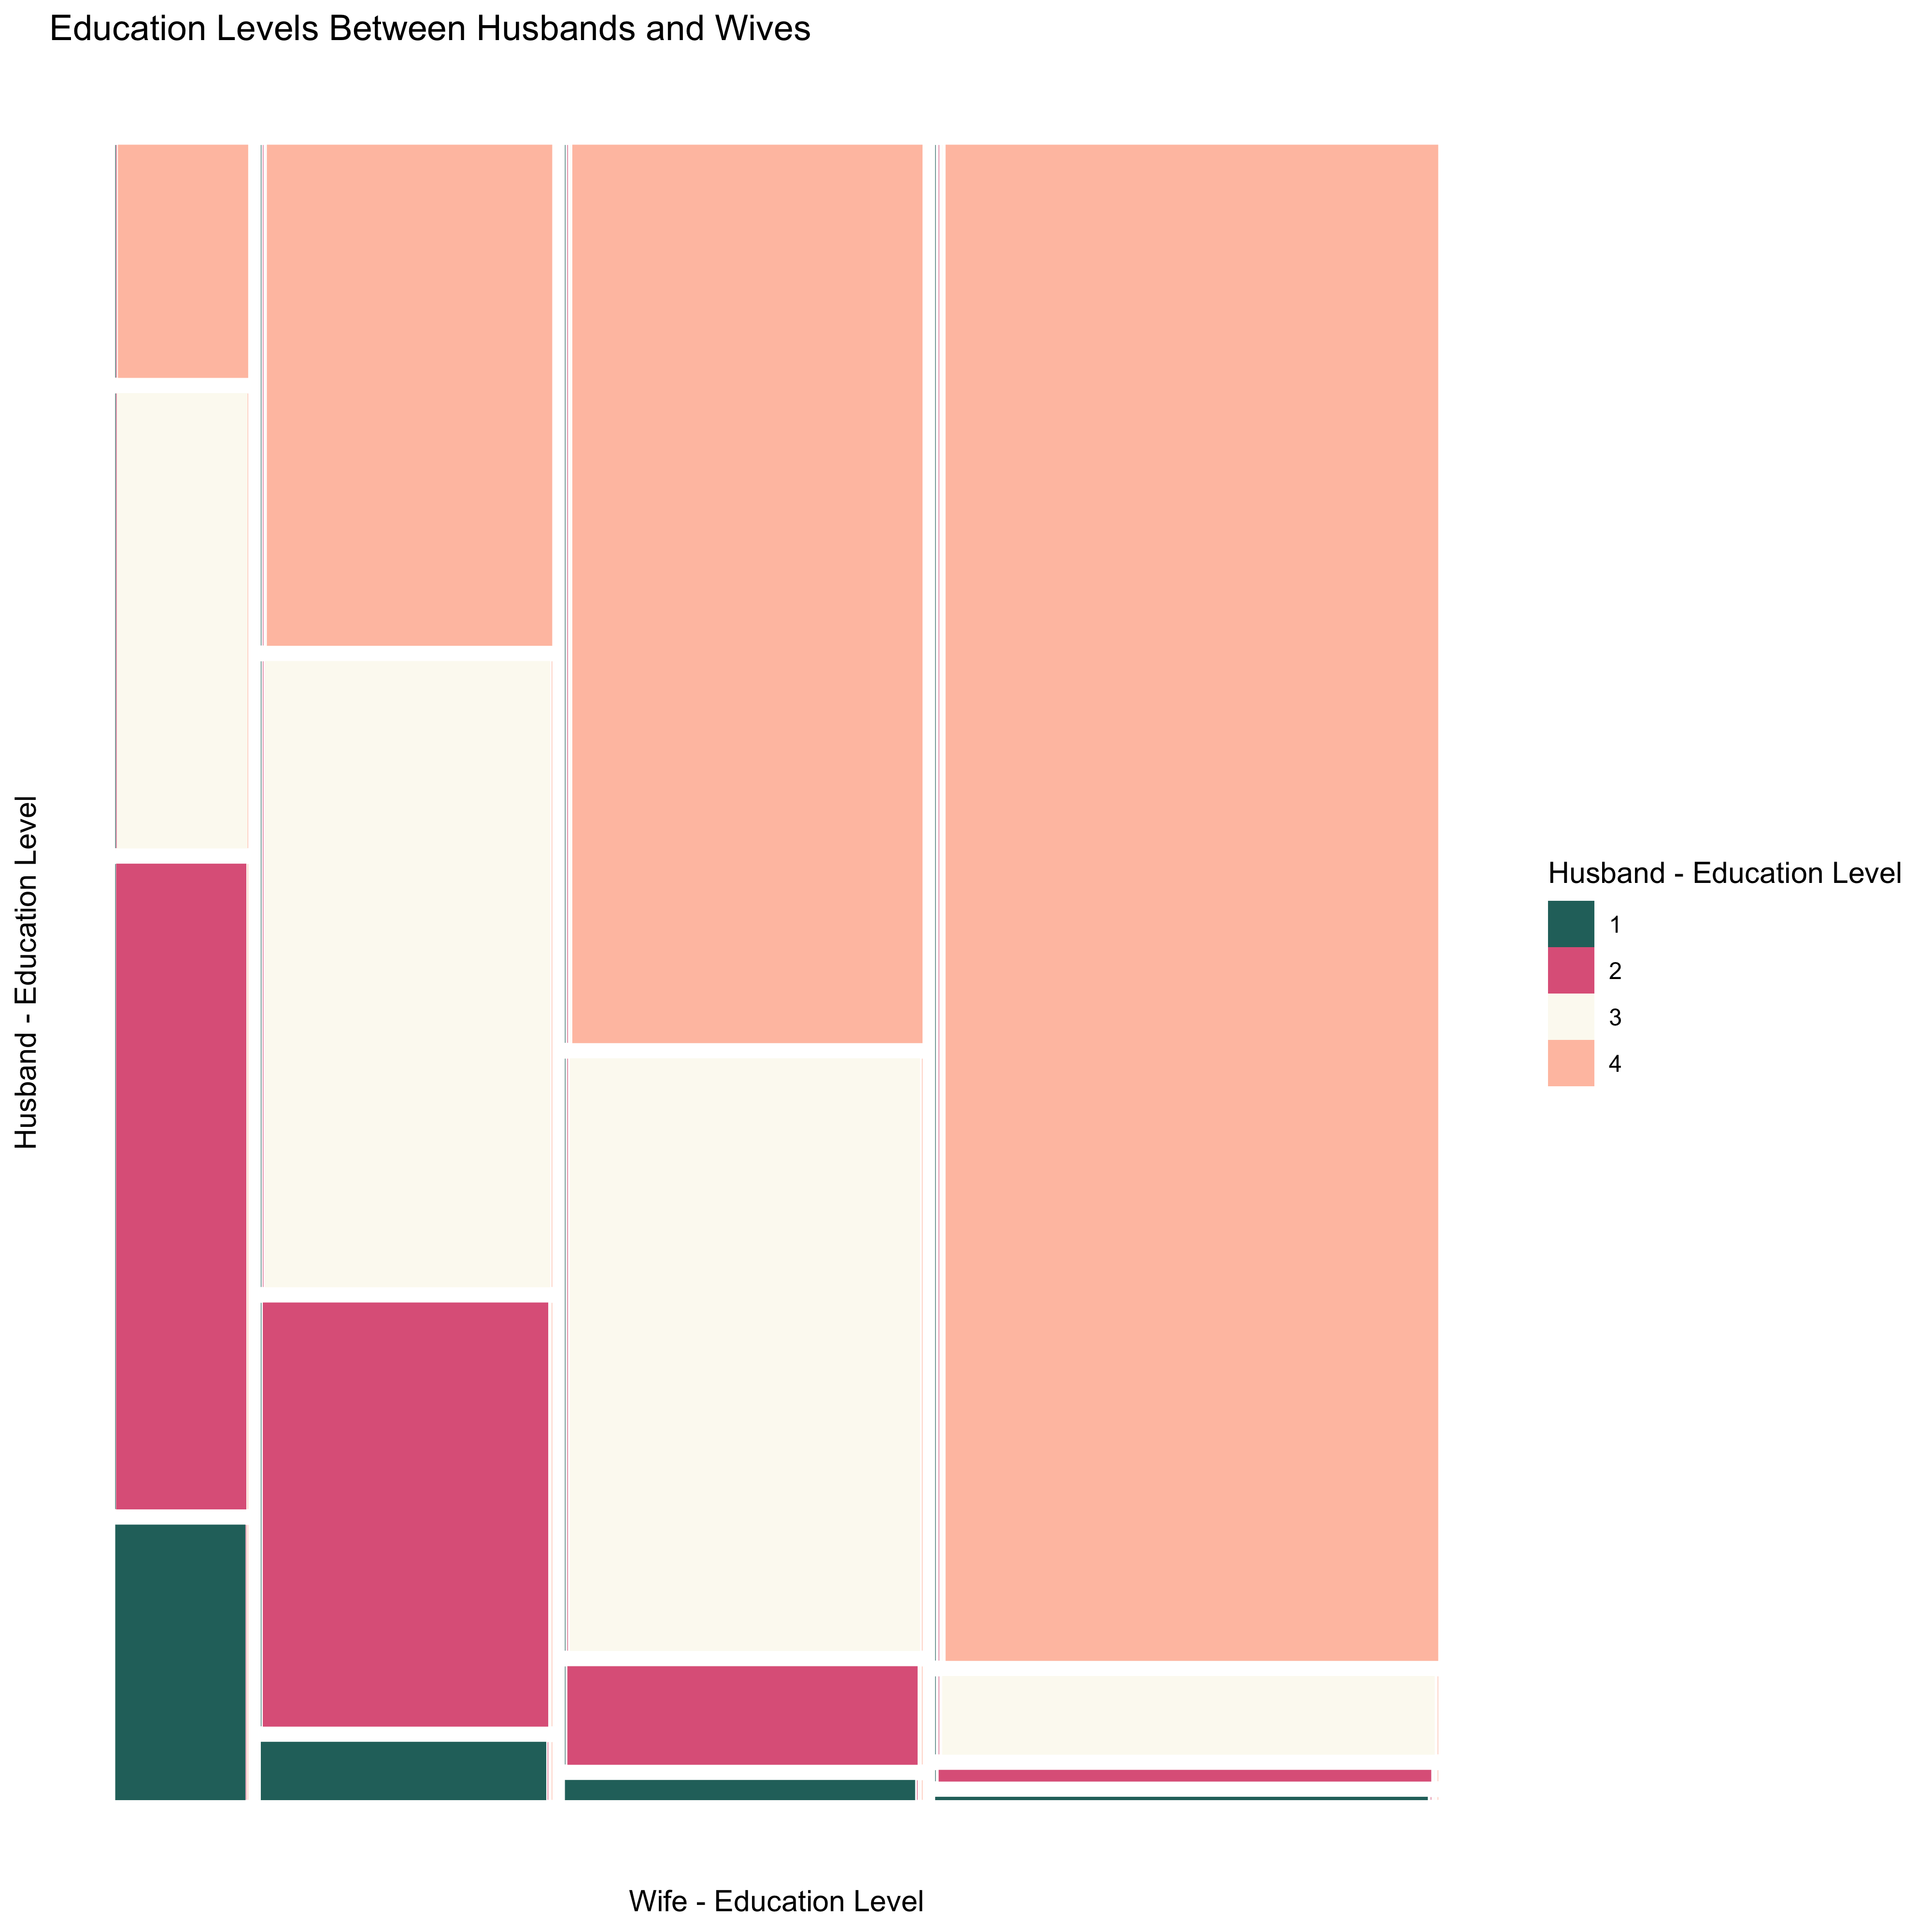 Education Levels Between Husbands and Wives
Husband - Education Level
Husband - Education Level
1
2
3
4
Wife - Education Level